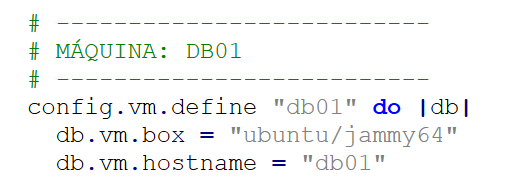 # ---------------------------
# MÁQUINA: DB01
# ---------------------------
config.vm.define "db01" do |db|
  db.vm.box = "ubuntu/jammy64"
  db.vm.hostname = "db01"